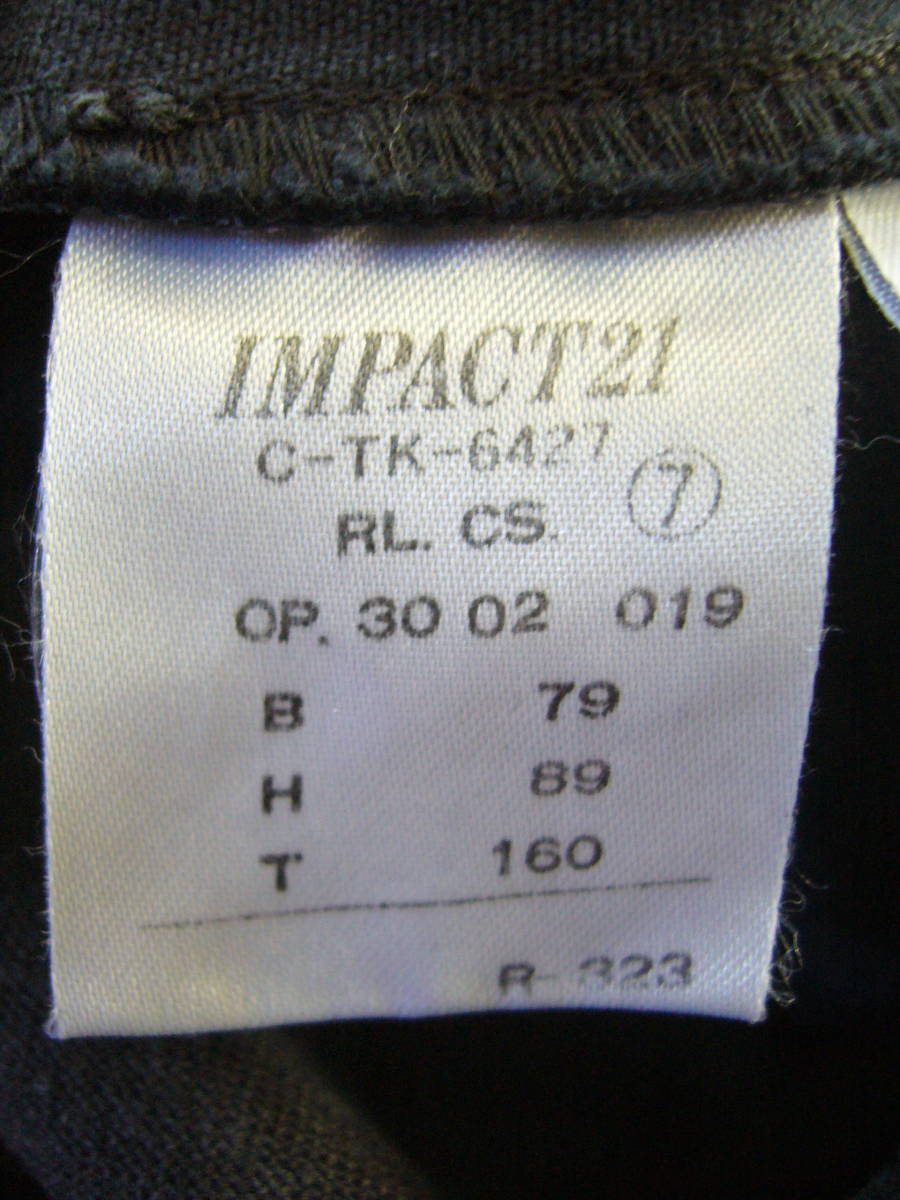 IMPACT21
C-TK-6427
RL. CS. ⑦
OP. 30 02 019
B 79
H 89
T 160
R-323